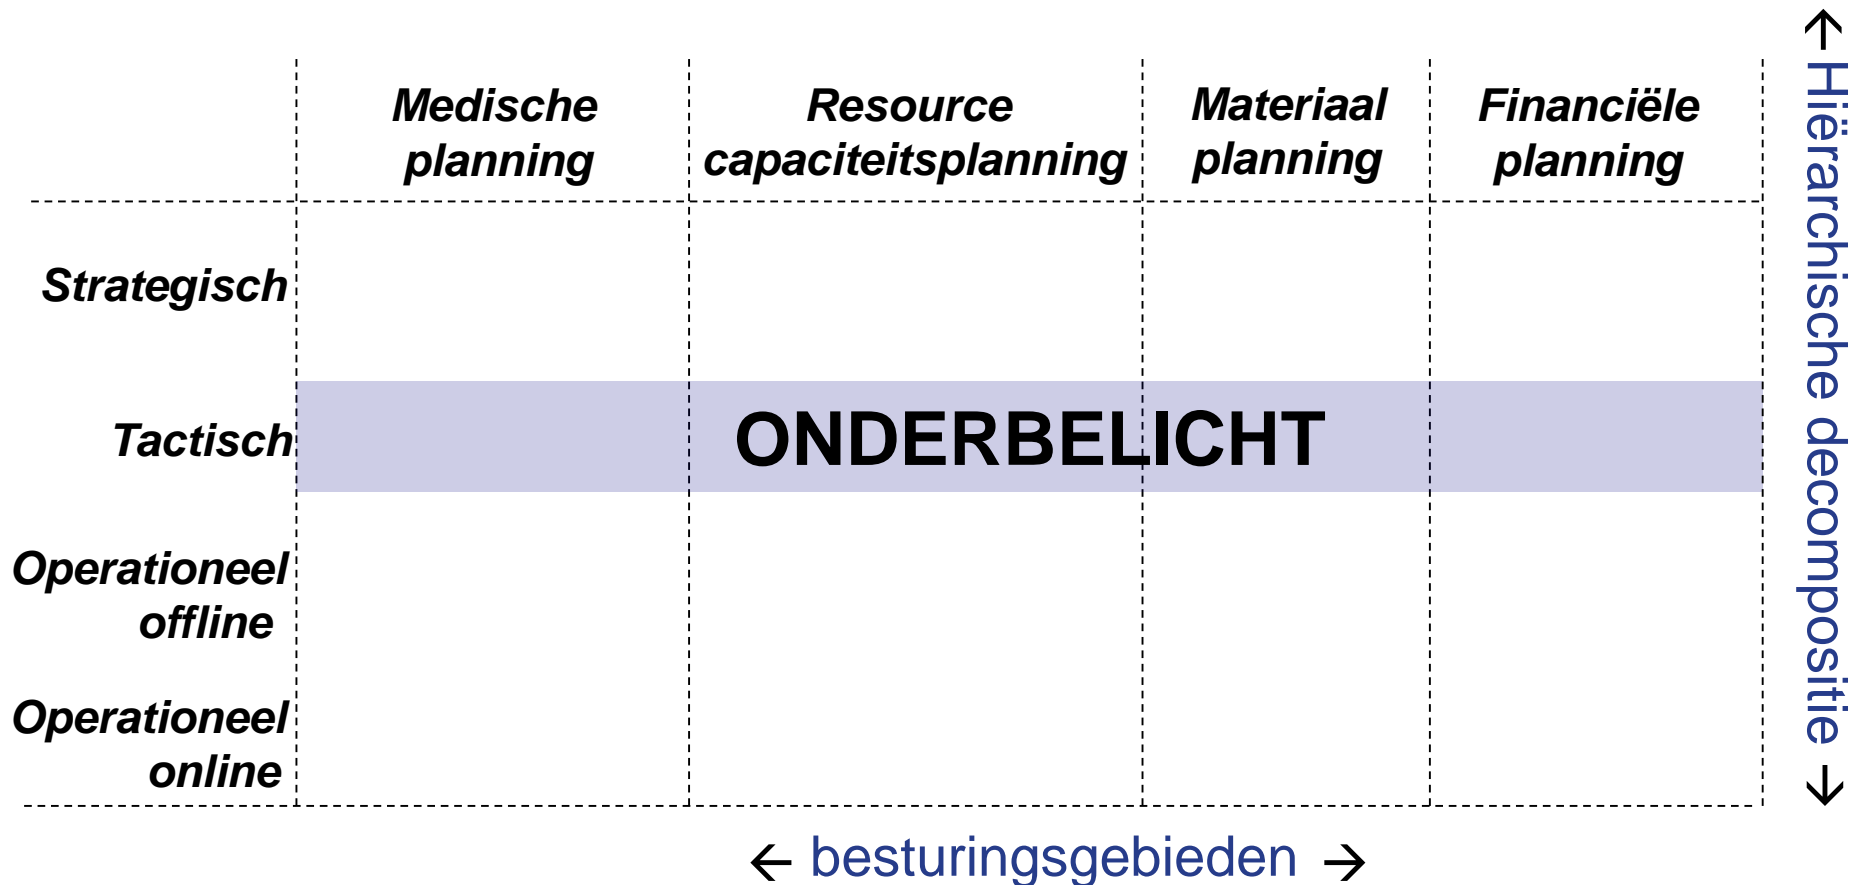 Medische
planning
Resource
capaciteitsplanning
Materiaal
planning
Financiële
planning
Strategisch
Tactisch
ONDERBELICHT
Operationeel
offline
Operationeel
online
← besturingsgebieden →
← Hiërarchische decompositie →